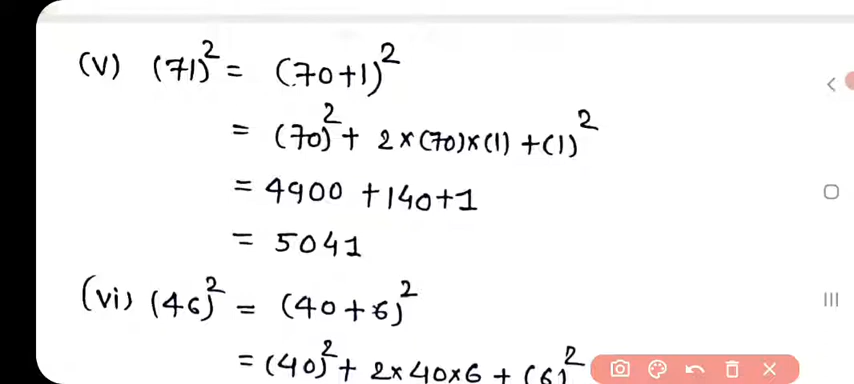 (v) (71)² = (70+1)²
= (70)² + 2×(70)×(1) + (1)²
= 4900 + 140 + 1
= 5041
(vi) (46)² = (40+6)²
= (40)² + 2×40×6 + (6)²